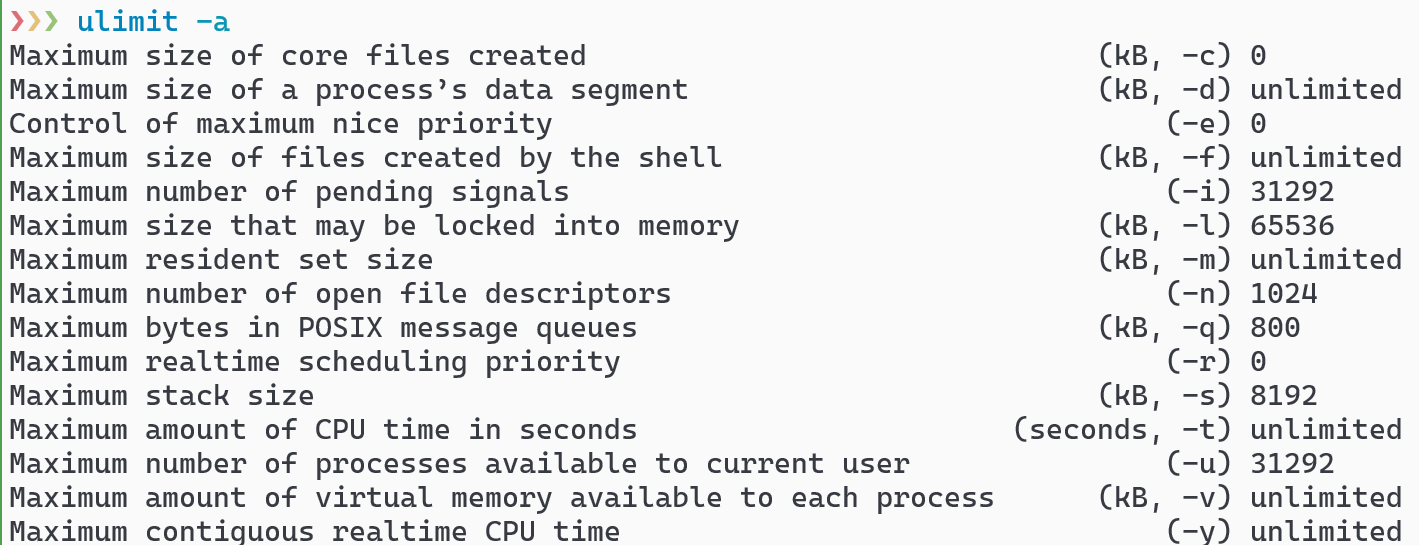 ❯❯❯ ulimit -a
Maximum size of core files created (kB, -c) 0
Maximum size of a process’s data segment (kB, -d) unlimited
Control of maximum nice priority (-e) 0
Maximum size of files created by the shell (kB, -f) unlimited
Maximum number of pending signals (-i) 31292
Maximum size that may be locked into memory (kB, -l) 65536
Maximum resident set size (kB, -m) unlimited
Maximum number of open file descriptors (-n) 1024
Maximum bytes in POSIX message queues (kB, -q) 800
Maximum realtime scheduling priority (-r) 0
Maximum stack size (kB, -s) 8192
Maximum amount of CPU time in seconds (seconds, -t) unlimited
Maximum number of processes available to current user (-u) 31292
Maximum amount of virtual memory available to each process (kB, -v) unlimited
Maximum contiguous realtime CPU time (-y) unlimited